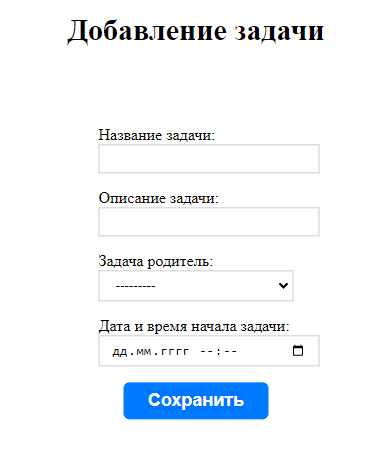 Добавление задачи
Название задачи:
Описание задачи:
Задача родитель:
---------
Дата и время начала задачи:
дд.мм.гггг --:--
Сохранить